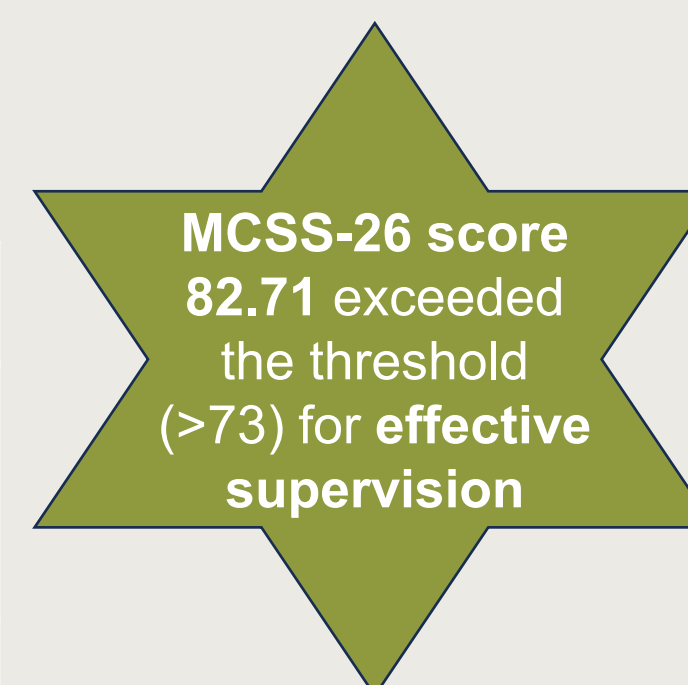 MCSS-26 score
82.71 exceeded
the threshold
(>73) for effective
supervision